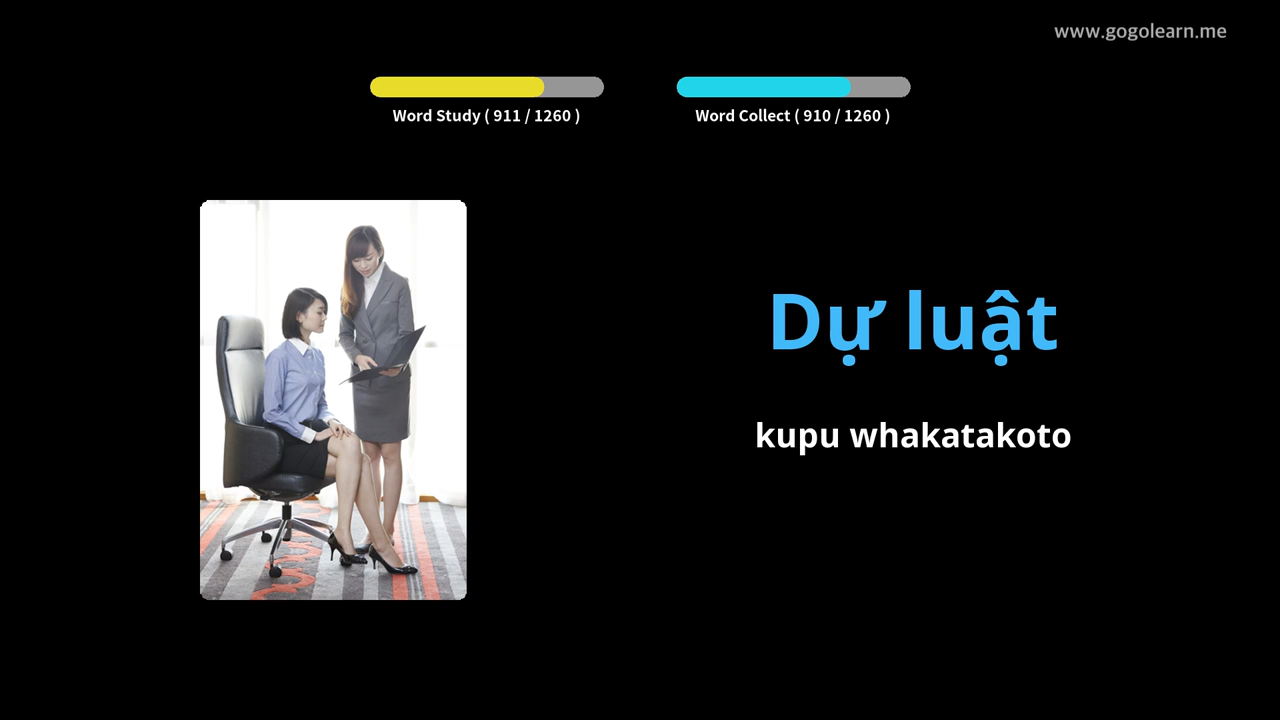 www.gogolearn.me
Word Study ( 911 / 1260 )
Word Collect ( 910 / 1260 )
Dự luật
kupu whakatakoto